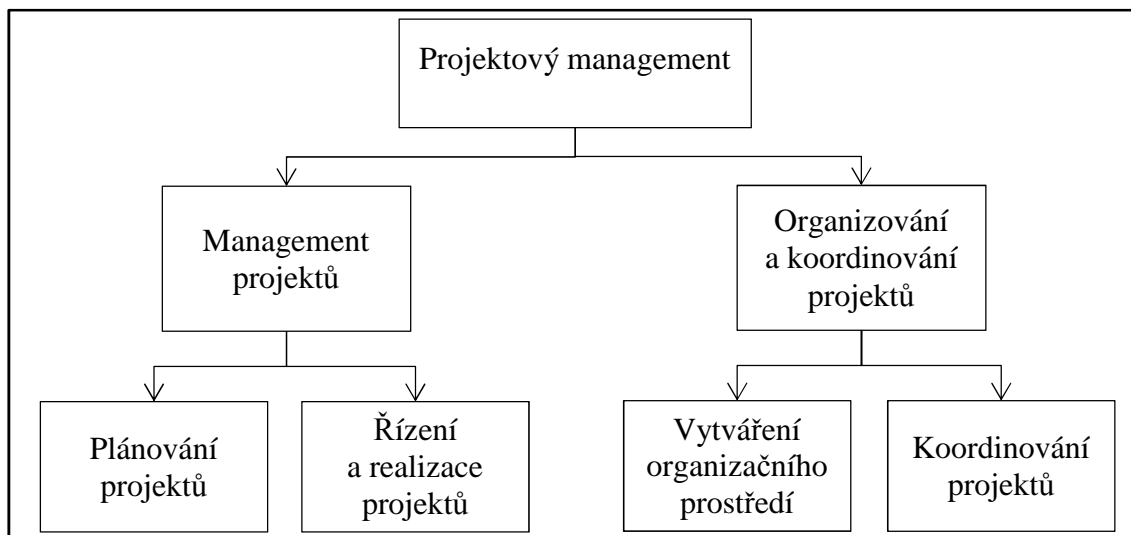 Projektový management
Management
projektů
Organizování
a koordinování
projektů
Plánování
projektů
Řízení
a realizace
projektů
Vytváření
organizačního
prostředí
Koordinování
projektů